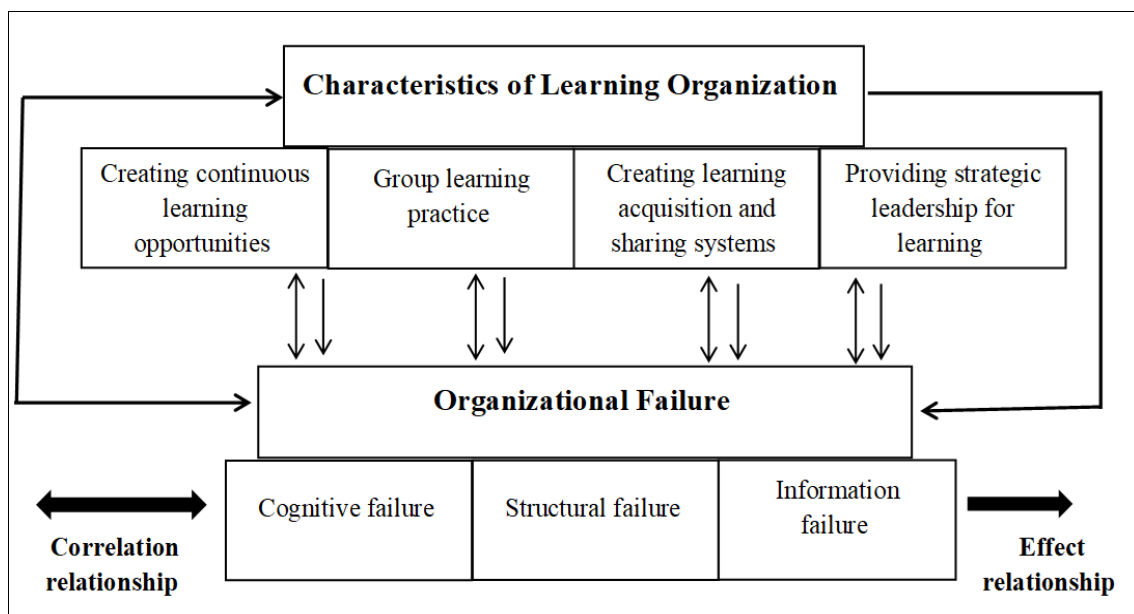 Characteristics of Learning Organization
Creating continuous
learning
opportunities
Group learning
practice
Creating learning
acquisition and
sharing systems
Providing strategic
leadership for
learning
Organizational Failure
Cognitive failure
Structural failure
Information
failure
Correlation
relationship
Effect
relationship